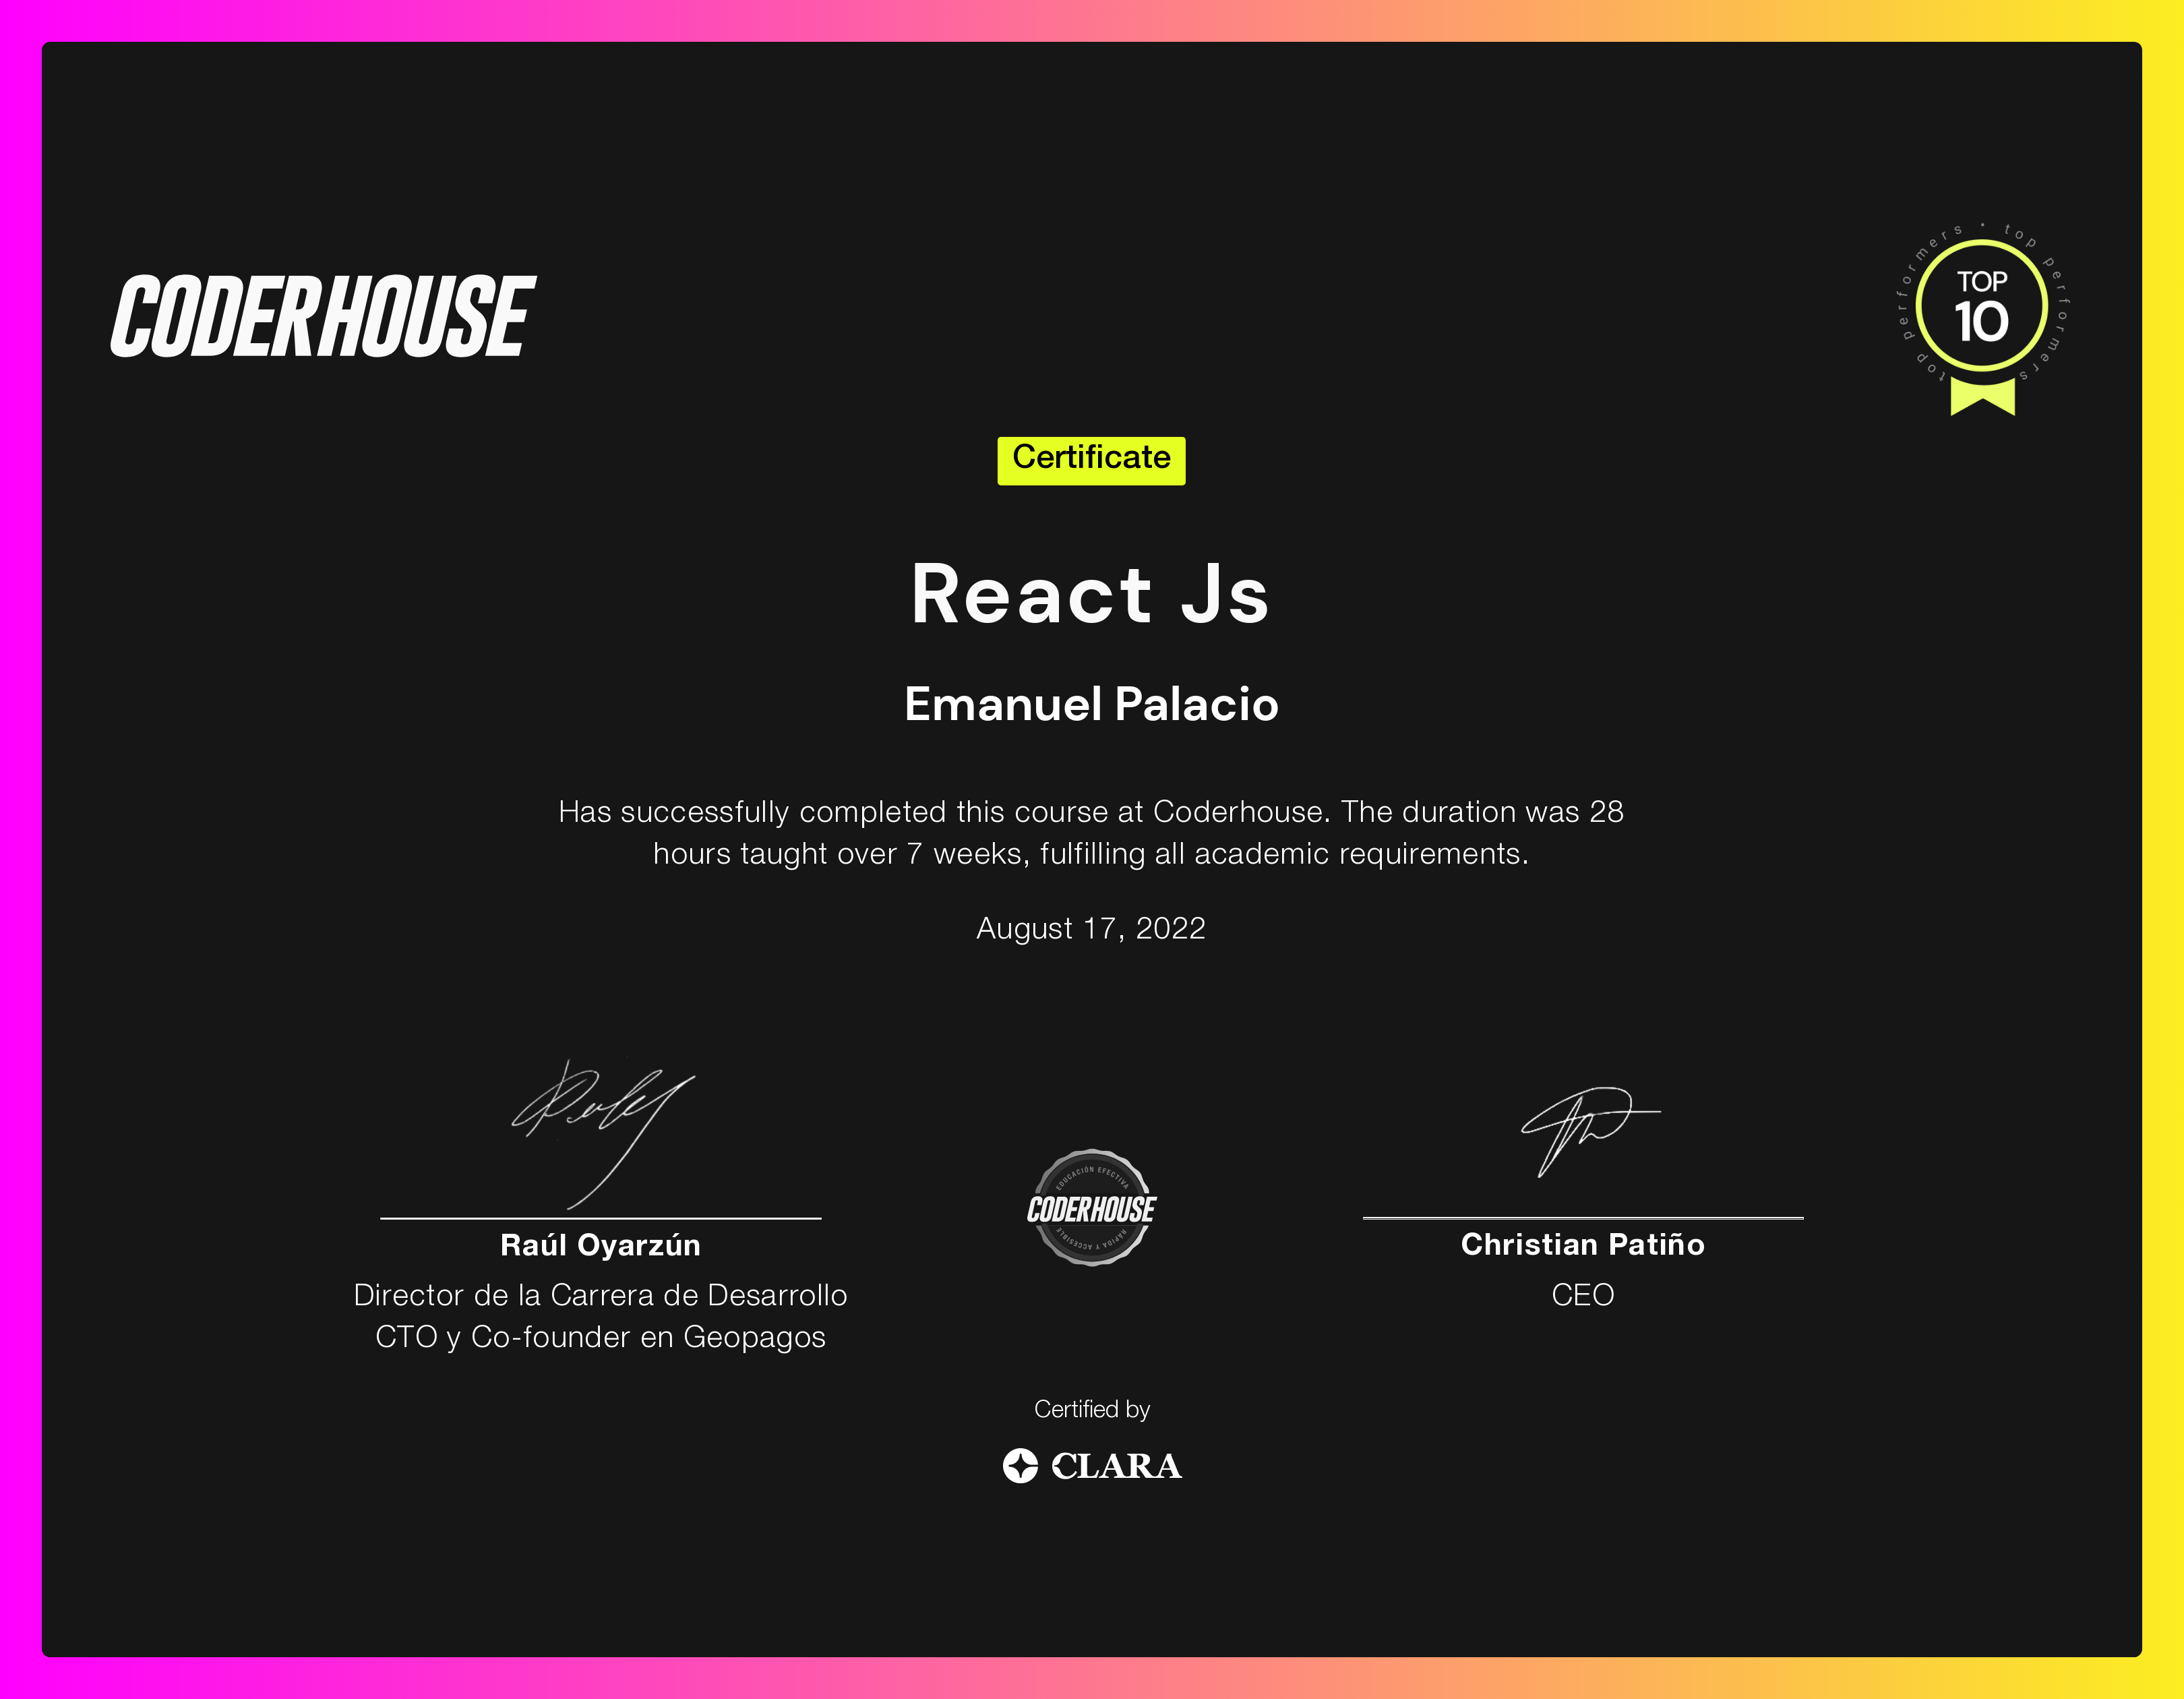 CODERHOUSE
top performers • top performers
TOP
10
Certificate
React Js
Emanuel Palacio
Has successfully completed this course at Coderhouse. The duration was 28
hours taught over 7 weeks, fulfilling all academic requirements.
August 17, 2022
EDUCACIÓN EFECTIVA
CODERHOUSE
RÁPIDA Y ACCESIBLE
Raúl Oyarzún
Director de la Carrera de Desarrollo
CTO y Co-founder en Geopagos
Christian Patiño
CEO
Certified by
CLARA